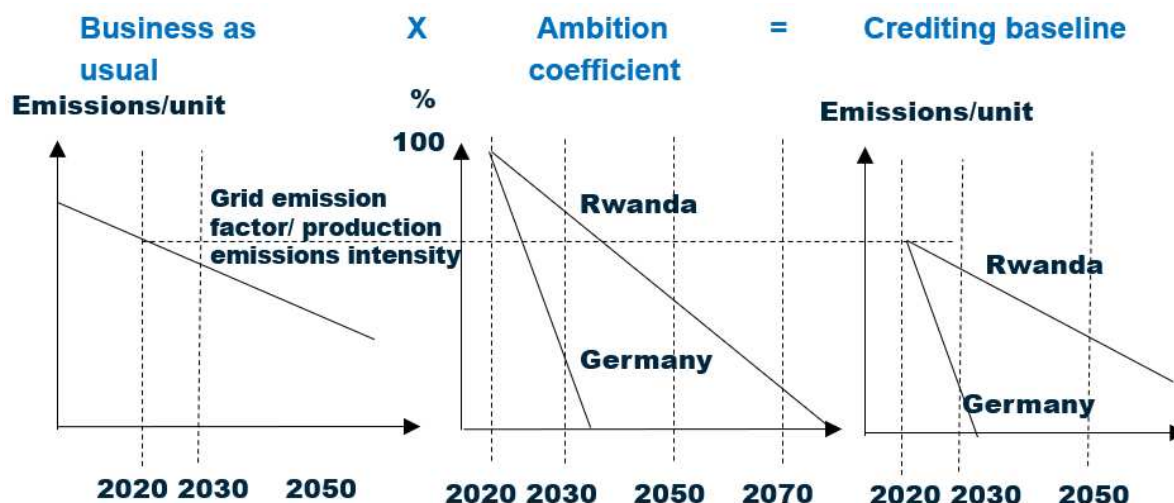 Business as usual X Ambition coefficient = Crediting baseline
Emissions/unit
Grid emission
factor/ production
emissions intensity
2020 2030 2050
%
100
Rwanda
Germany
2020 2030 2050 2070
Emissions/unit
Rwanda
Germany
2020 2030 2050